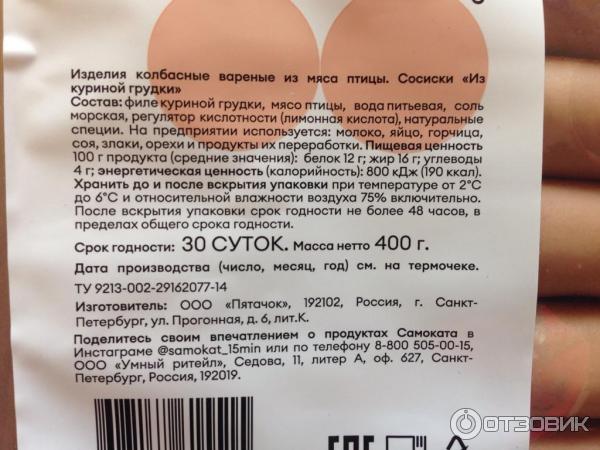 Изделия колбасные вареные из мяса птицы. Сосиски «Из
куриной грудки»
Состав: филе куриной грудки, мясо птицы, вода питьевая, соль
морская, регулятор кислотности (лимонная кислота), натуральные
специи. На предприятии используется: молоко, яйцо, горчица,
соя, злаки, орехи и продукты их переработки. Пищевая ценность
100 г продукта (средние значения): белок 12 г; жир 16 г; углеводы
4 г; энергетическая ценность (калорийность): 800 кДж (190 ккал).
Хранить до и после вскрытия упаковки при температуре от 2°С
до 6°С и относительной влажности воздуха 75% включительно.
После вскрытия упаковки срок годности не более 48 часов, в
пределах общего срока годности.
Срок годности: 30 СУТОК. Масса нетто 400 г.
Дата производства (число, месяц, год) см. на термочеке.
ТУ 9213-002-29162077-14
Изготовитель: ООО «Пятачок», 192102, Россия, г. Санкт-
Петербург, ул. Прогонная, д. 6, лит.К.
Поделитесь своим впечатлением о продуктах Самоката в
Инстаграме @samokat_15min или по телефону 8-800 505-00-15,
ООО «Умный ритейл», Седова, 11, литер А, оф. 627, Санкт-
Петербург, Россия, 192019.
ЕАС
ОТЗОВИК